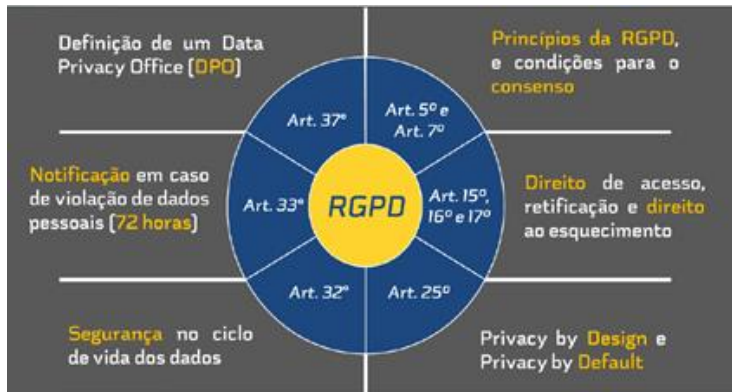 Definição de um Data
Privacy Office (DPO)
Princípios da RGPD,
e condições para o
consenso
Art. 37º
Art. 5º e
Art. 7º
Notificação em caso
de violação de dados
pessoais (72 horas)
Art. 33º
RGPD
Art. 15º,
16º e 17º
Direito de acesso,
retificação e direito
ao esquecimento
Art. 32º
Art. 25º
Segurança no ciclo
de vida dos dados
Privacy by Design e
Privacy by Default